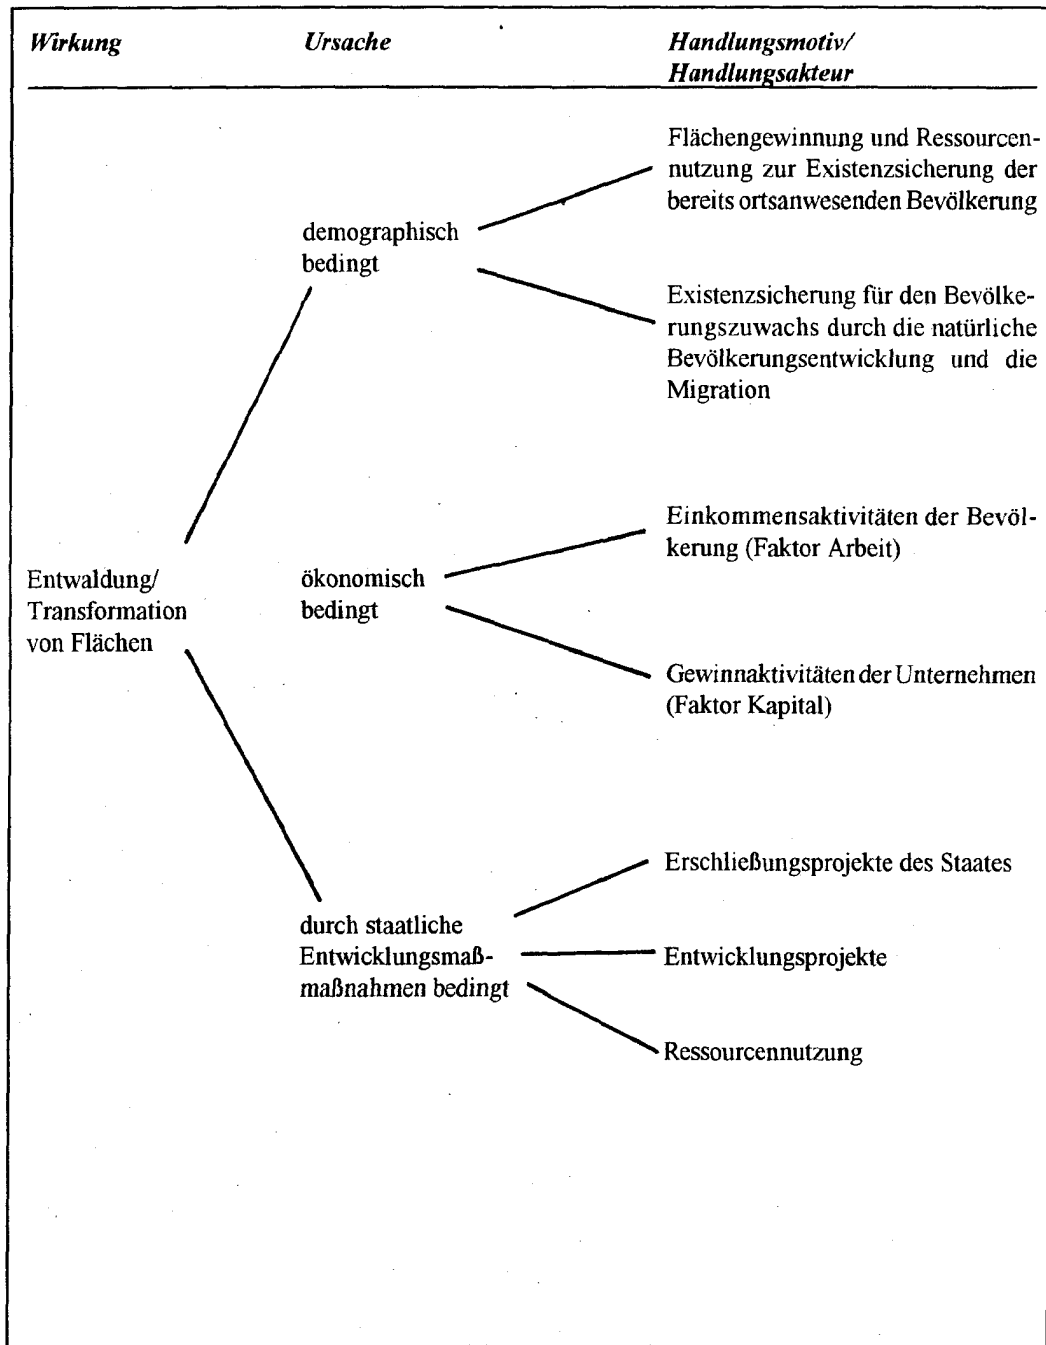 Wirkung
Ursache
Handlungsmotiv/
Handlungsakteur
Flächengewinnung und Ressourcen-
nutzung zur Existenzsicherung der
bereits ortsanwesenden Bevölkerung
demographisch
bedingt
Existenzsicherung für den Bevölke-
rungszuwachs durch die natürliche
Bevölkerungsentwicklung und die
Migration
Einkommensaktivitäten der Bevöl-
kerung (Faktor Arbeit)
Entwaldung/
Transformation
von Flächen
ökonomisch
bedingt
Gewinnaktivitäten der Unternehmen
(Faktor Kapital)
Erschließungsprojekte des Staates
durch staatliche
Entwicklungsmaß-
maßnahmen bedingt
Entwicklungsprojekte
Ressourcennutzung